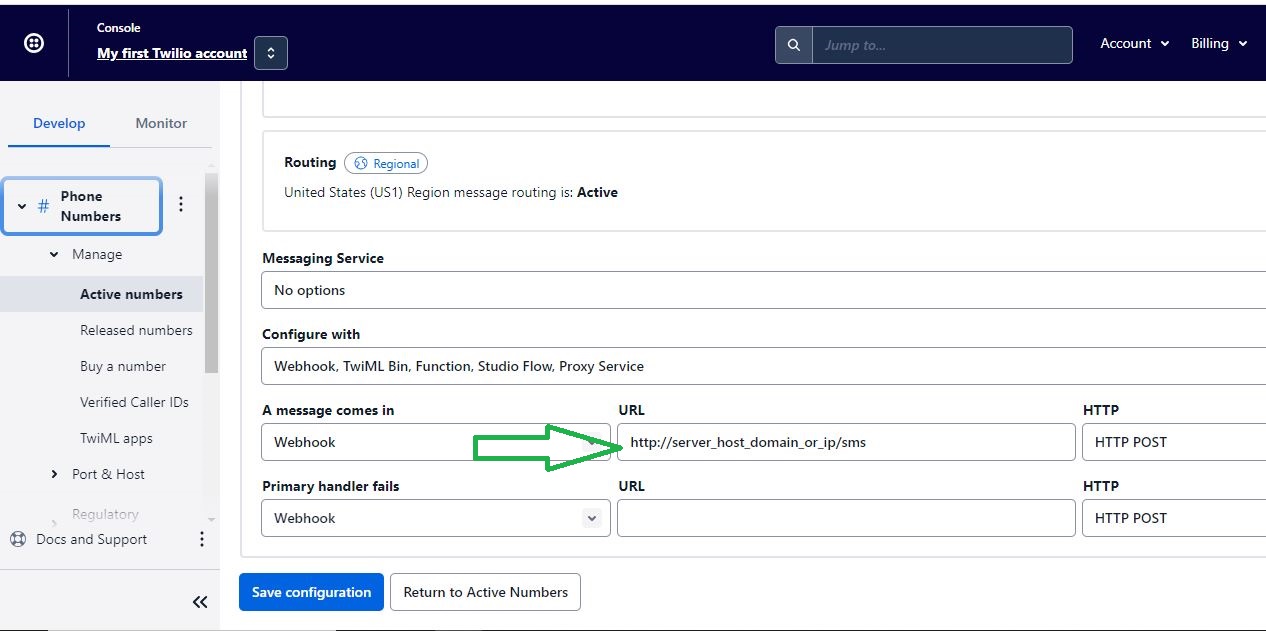 Console
My first Twilio account
Jump to...
Account
Billing
Develop
Monitor
# Phone
Numbers
Manage
Active numbers
Released numbers
Buy a number
Verified Caller IDs
TwiML apps
Port & Host
Regulatory
Docs and Support
Routing
Regional
United States (US1) Region message routing is: Active
Messaging Service
No options
Configure with
Webhook, TwiML Bin, Function, Studio Flow, Proxy Service
A message comes in
URL
HTTP
Webhook
http://server_host_domain_or_ip/sms
HTTP POST
Primary handler fails
URL
HTTP
Webhook
HTTP POST
Save configuration
Return to Active Numbers